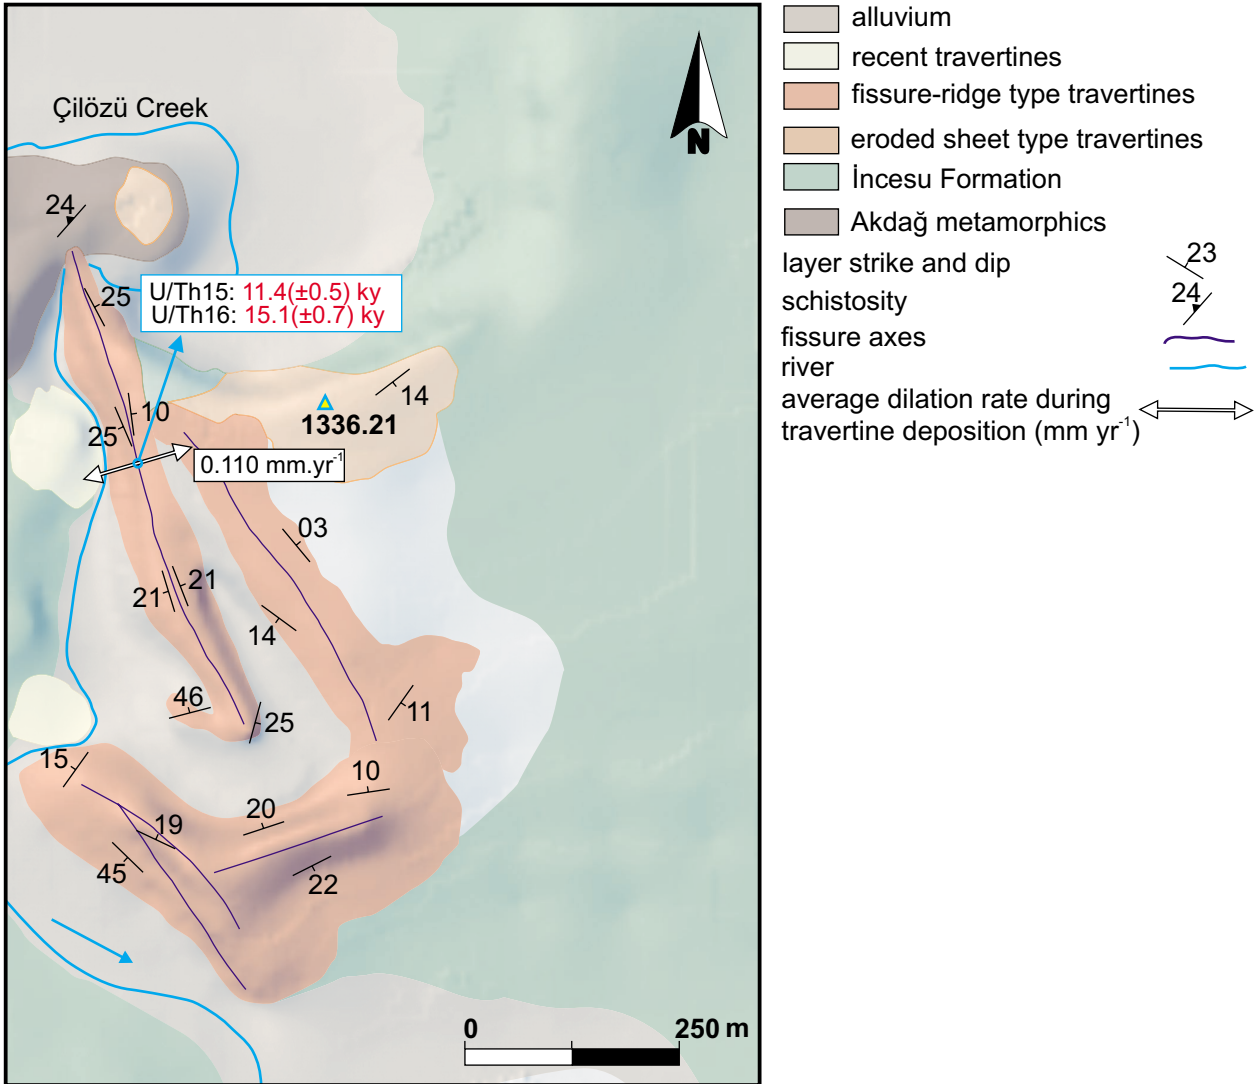 Çilözü Creek
24
25
U/Th15: 11.4(±0.5) ky
U/Th16: 15.1(±0.7) ky
10
25
14
1336.21
0.110 mm.yr⁻¹
03
21
21
14
46
25
11
15
10
20
19
45
22
0
250 m
N
alluvium
recent travertines
fissure-ridge type travertines
eroded sheet type travertines
İncesu Formation
Akdağ metamorphics
layer strike and dip
23
schistosity
24
fissure axes
river
average dilation rate during
travertine deposition (mm yr⁻¹)